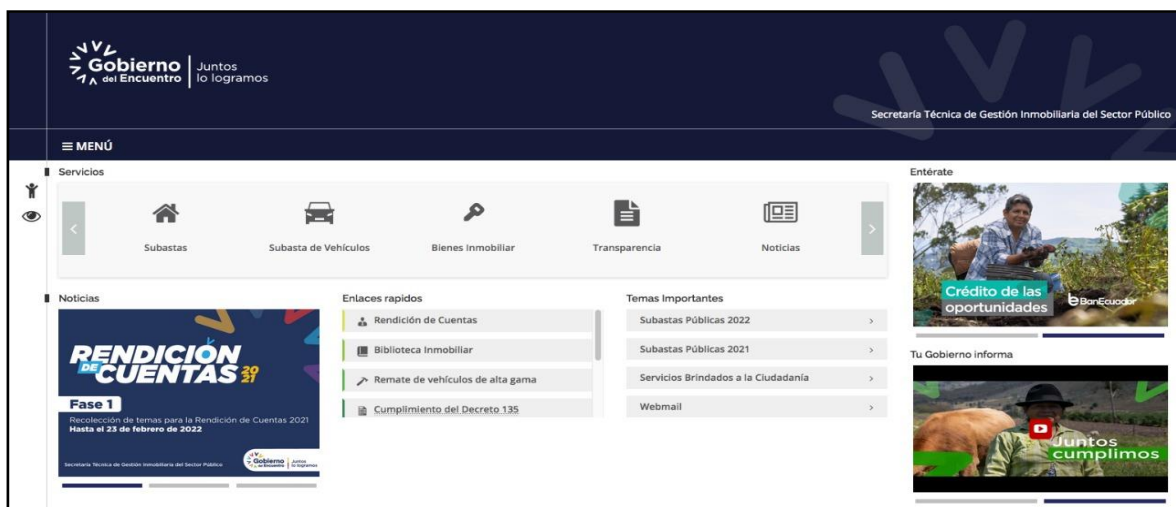 Gobierno
del Encuentro
Juntos
lo logramos
Secretaría Técnica de Gestión Inmobiliaria del Sector Público
MENÚ
Servicios
Subastas
Subasta de Vehículos
Bienes Inmobiliar
Transparencia
Noticias
Entérate
Crédito de las
oportunidades
BanEcuador
Noticias
RENDICIÓN
DE CUENTAS 2021
Fase 1
Recolección de temas para la Rendición de Cuentas 2021
Hasta el 23 de febrero de 2022
Secretaría Técnica de Gestión Inmobiliaria del Sector Público
Gobierno
del Encuentro
Juntos
lo logramos
Enlaces rapidos
Rendición de Cuentas
Biblioteca Inmobiliar
Remate de vehículos de alta gama
Cumplimiento del Decreto 135
Temas Importantes
Subastas Públicas 2022
Subastas Públicas 2021
Servicios Brindados a la Ciudadanía
Webmail
Tu Gobierno informa
Juntos
cumplimos